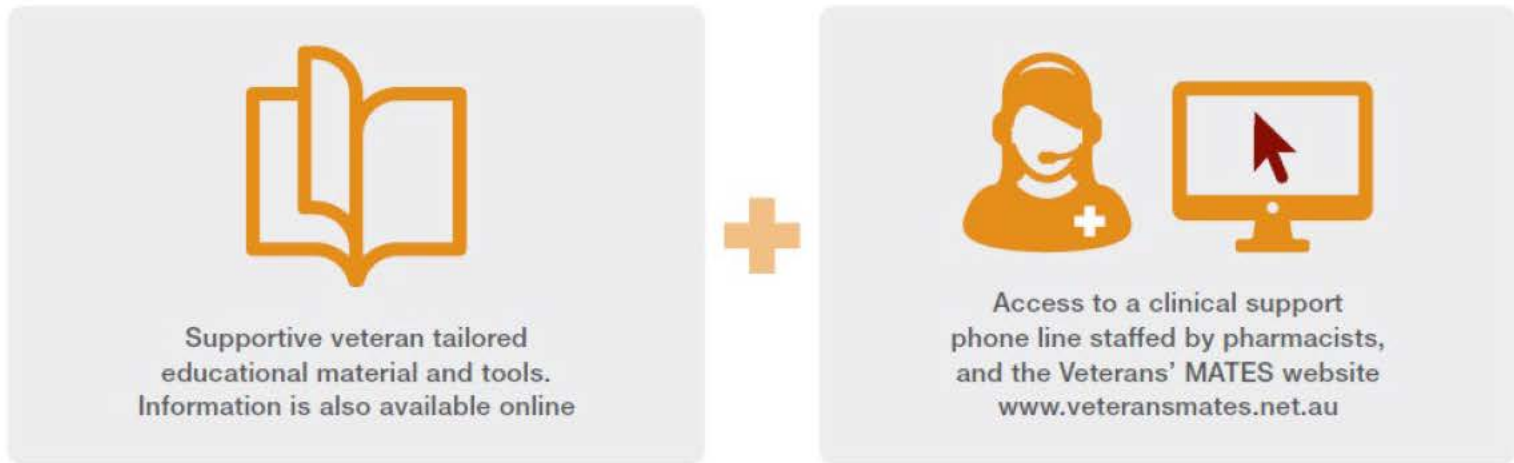 Supportive veteran tailored
educational material and tools.
Information is also available online
Access to a clinical support
phone line staffed by pharmacists,
and the Veterans' MATES website
www.veteransmates.net.au